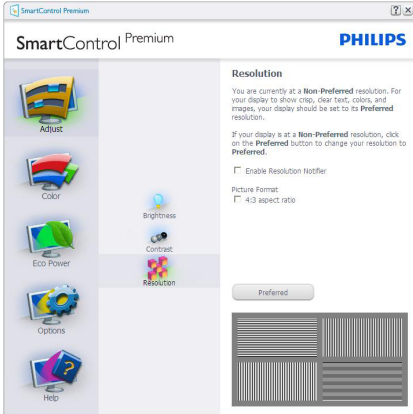 SmartControl Premium
SmartControl Premium
PHILIPS
Adjust
Color
Eco Power
Options
Help
Brightness
Contrast
Resolution
Resolution
You are currently at a Non-Preferred resolution. For
your display to show crisp, clear text, colors, and
images, your display should be set to its Preferred
resolution.
If your display is at a Non-Preferred resolution, click
on the Preferred button to change your resolution to
Preferred.
Enable Resolution Notifier
Picture Format
4:3 aspect ratio
Preferred